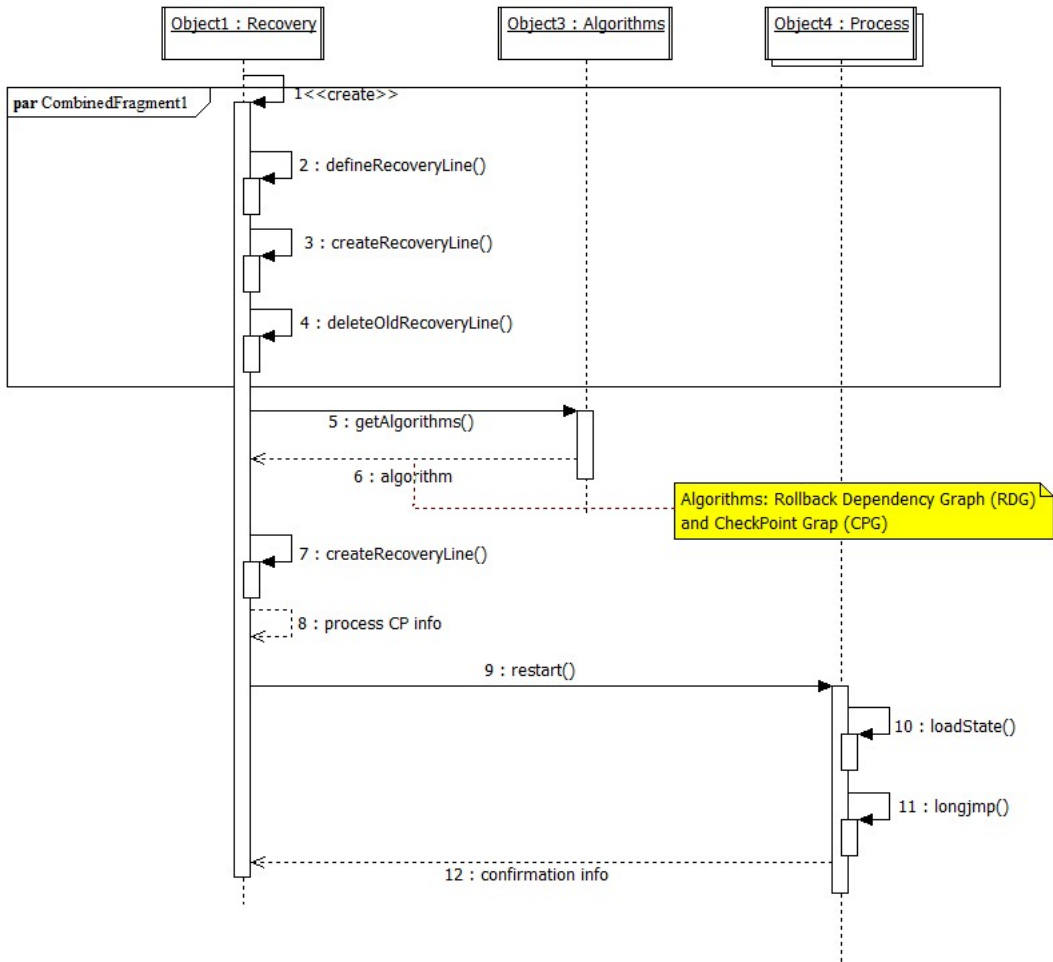 Object1 : Recovery
Object3 : Algorithms
Object4 : Process
1<<create>>
par CombinedFragment1
2 : defineRecoveryLine()
3 : createRecoveryLine()
4 : deleteOldRecoveryLine()
5 : getAlgorithms()
6 : algorithm
Algorithms: Rollback Dependency Graph (RDG)
and CheckPoint Grap (CPG)
7 : createRecoveryLine()
8 : process CP info
9 : restart()
10 : loadState()
11 : longjmp()
12 : confirmation info